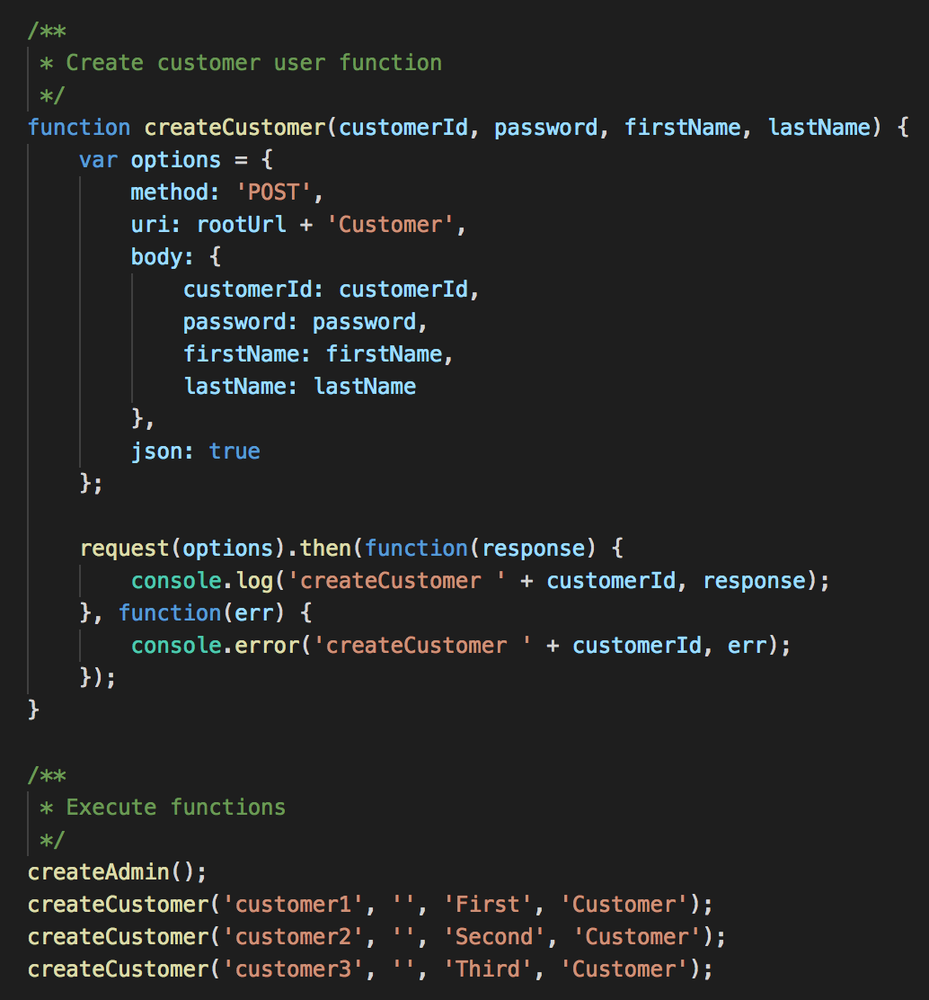 /**
 * Create customer user function
 */
function createCustomer(customerId, password, firstName, lastName) {
    var options = {
        method: 'POST',
        uri: rootUrl + 'Customer',
        body: {
            customerId: customerId,
            password: password,
            firstName: firstName,
            lastName: lastName
        },
        json: true
    };

    request(options).then(function(response) {
        console.log('createCustomer ' + customerId, response);
    }, function(err) {
        console.error('createCustomer ' + customerId, err);
    });
}

/**
 * Execute functions
 */
createAdmin();
createCustomer('customer1', '', 'First', 'Customer');
createCustomer('customer2', '', 'Second', 'Customer');
createCustomer('customer3', '', 'Third', 'Customer');